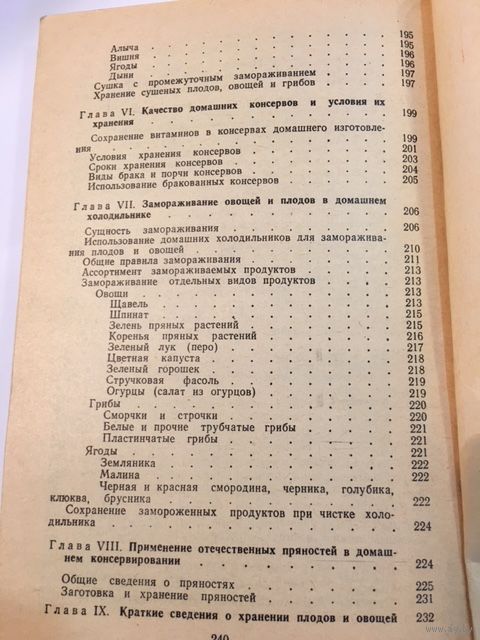 Алыча . . . 195
Вишня . . . 195
Ягоды . . . 196
Дыни . . . 196
Сушка с промежуточным замораживанием . . . 197
Хранение сушеных плодов, овощей и грибов . . . 197
Глава VI. Качество домашних консервов и условия их
хранения . . . 199
Сохранение витаминов в консервах домашнего изготовле-
ния . . . 199
Условия хранения консервов . . . 201
Сроки хранения консервов . . . 203
Виды брака и порчи консервов . . . 204
Использование бракованных консервов . . . 205
Глава VII. Замораживание овощей и плодов в домашнем
холодильнике . . . 206
Сущность замораживания . . . 206
Использование домашних холодильников для заморажива-
ния плодов и овощей . . . 210
Общие правила замораживания . . . 211
Ассортимент замораживаемых продуктов . . . 213
Замораживание отдельных видов продуктов . . . 213
Овощи . . . 213
Щавель . . . 213
Шпинат . . . 215
Зелень пряных растений . . . 215
Коренья пряных растений . . . 216
Зеленый лук (перо) . . . 217
Цветная капуста . . . 218
Зеленый горошек . . . 218
Стручковая фасоль . . . 219
Огурцы (салат из огурцов) . . . 219
Грибы . . . 220
Сморчки и строчки . . . 220
Белые и прочие трубчатые грибы . . . 221
Пластинчатые грибы . . . 221
Ягоды . . . 221
Земляника . . . 222
Малина . . . 222
Черная и красная смородина, черника, голубика,
клюква, брусника . . . 222
Сохранение замороженных продуктов при чистке холо-
дильника . . . 224
Глава VIII. Применение отечественных пряностей в домаш-
нем консервировании . . . 224
Общие сведения о пряностях . . . 225
Заготовка и хранение пряностей . . . 231
Глава IX. Краткие сведения о хранении плодов и овощей 232
240